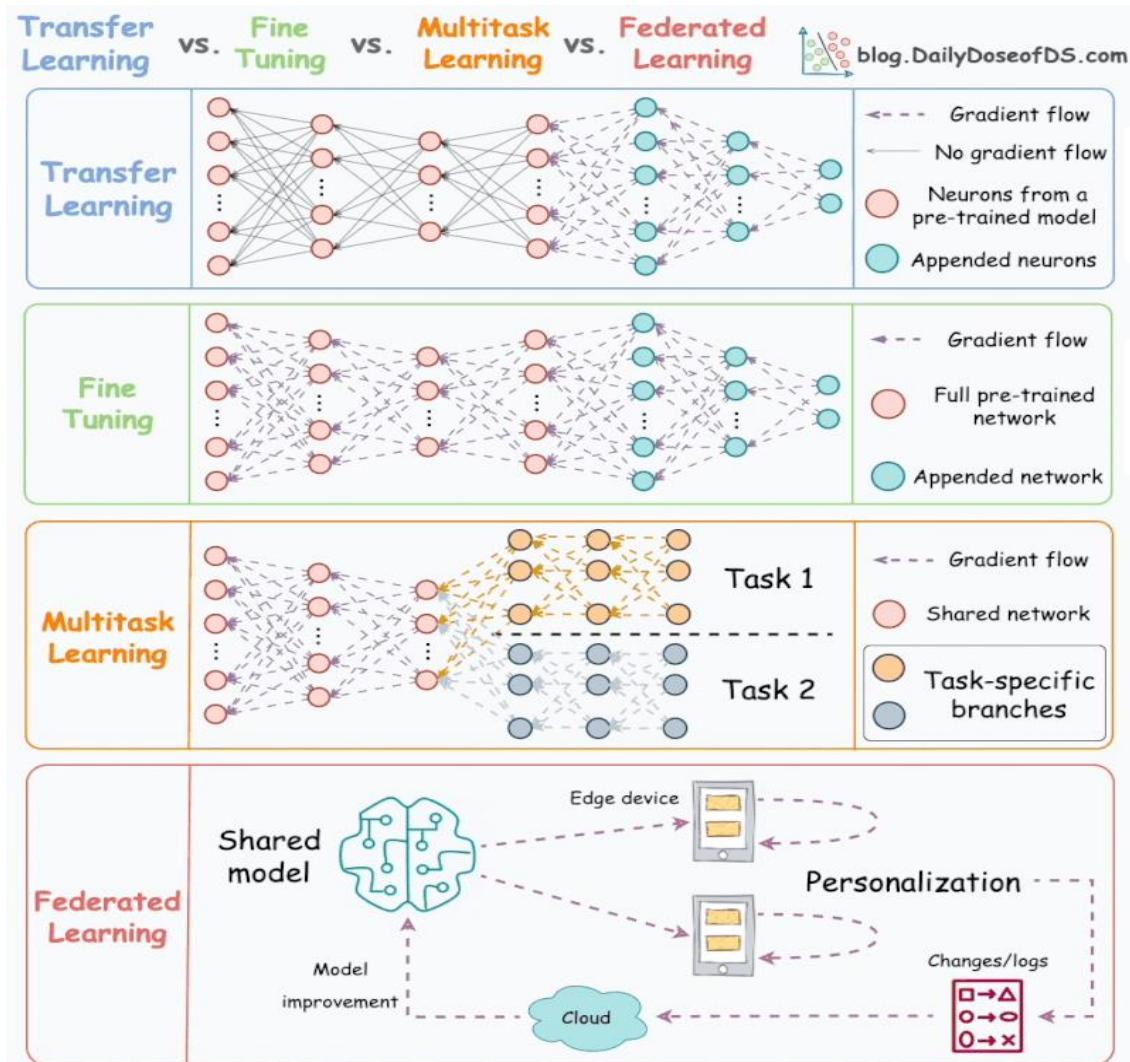 Transfer Learning vs. Fine Tuning vs. Multitask Learning vs. Federated Learning
blog.DailyDoseofDS.com
Transfer
Learning
Gradient flow
No gradient flow
Neurons from a
pre-trained model
Appended neurons
Fine
Tuning
Gradient flow
Full pre-trained
network
Appended network
Multitask
Learning
Task 1
Task 2
Gradient flow
Shared network
Task-specific
branches
Federated
Learning
Shared
model
Edge device
Personalization
Changes/logs
Model
improvement
Cloud